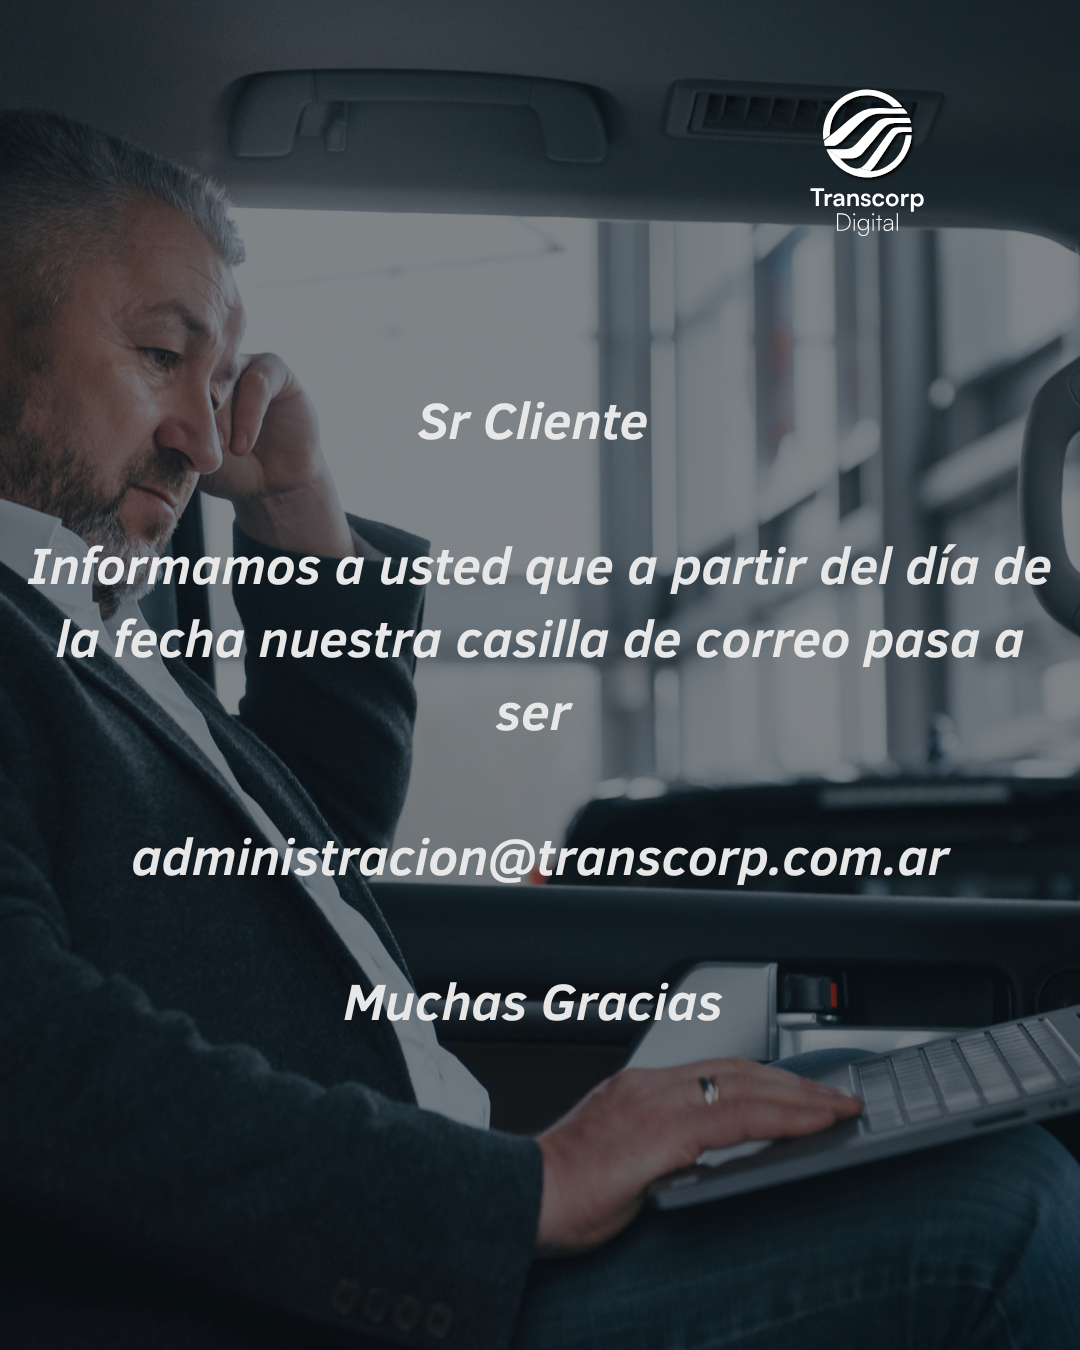 Transcorp
Digital
Sr Cliente
Informamos a usted que a partir del día de
la fecha nuestra casilla de correo pasa a
ser
administracion@transcorp.com.ar
Muchas Gracias